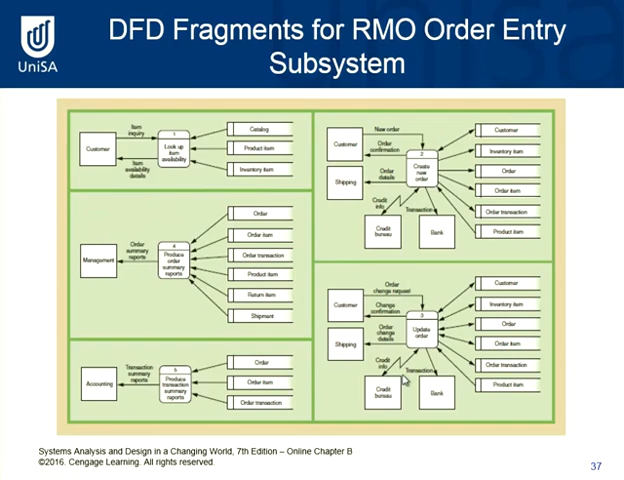 DFD Fragments for RMO Order Entry
Subsystem
UniSA
Item
inquiry
Customer
Item
availability
details
1
Look up
item
availability
Catalog
Product item
Inventory item
Management
Order
summary
reports
4
Produce
order
summary
reports
Order
Order item
Order transaction
Product item
Return item
Shipment
Accounting
Transaction
summary
reports
5
Produce
transaction
summary
reports
Order
Order item
Order transaction
New order
Customer
Order
confirmation
Shipping
Order
details
2
Create
new
order
Credit
info
Transaction
Credit
bureau
Bank
Customer
Inventory item
Order
Order item
Order transaction
Product item
Order
change request
Customer
Change
confirmation
Shipping
Order
change details
3
Update
order
Credit
info
Transaction
Credit
bureau
Bank
Customer
Inventory item
Order
Order item
Order transaction
Product item
Systems Analysis and Design in a Changing World, 7th Edition – Online Chapter B
©2016. Cengage Learning. All rights reserved.
37